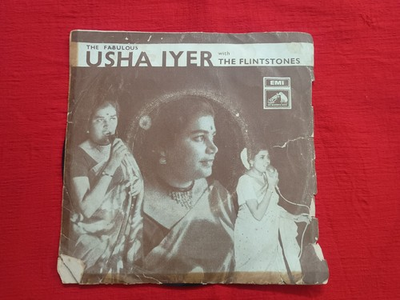 THE FABULOUS
USHA IYER with THE FLINTSTONES
EMI